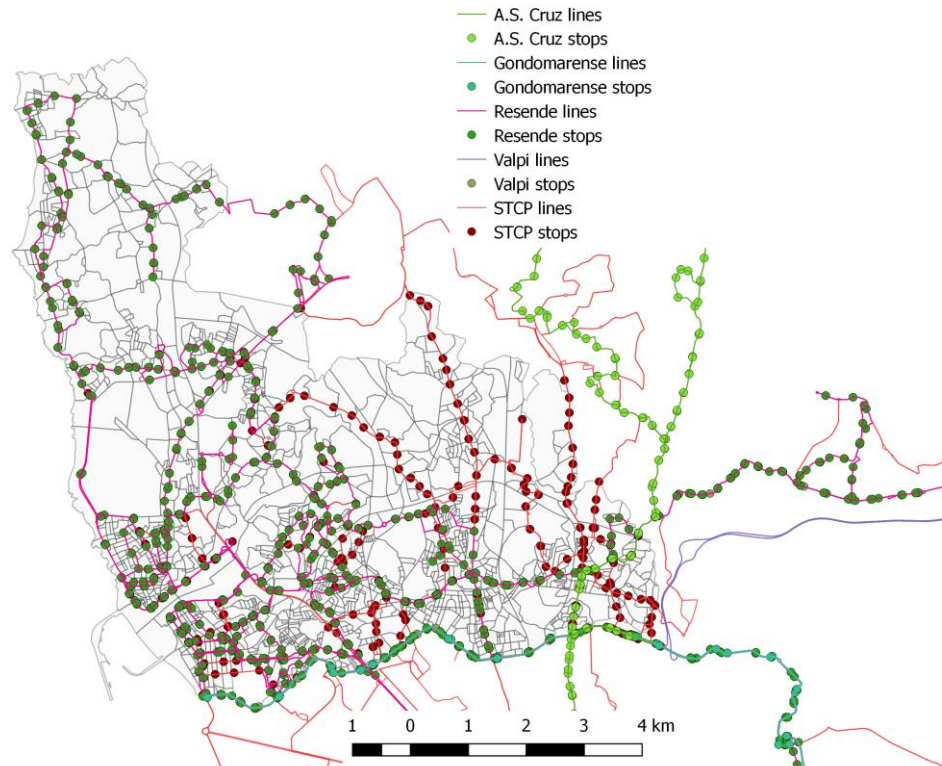 A.S. Cruz lines
A.S. Cruz stops
Gondomarense lines
Gondomarense stops
Resende lines
Resende stops
Valpi lines
Valpi stops
STCP lines
STCP stops
1 0 1 2 3 4 km